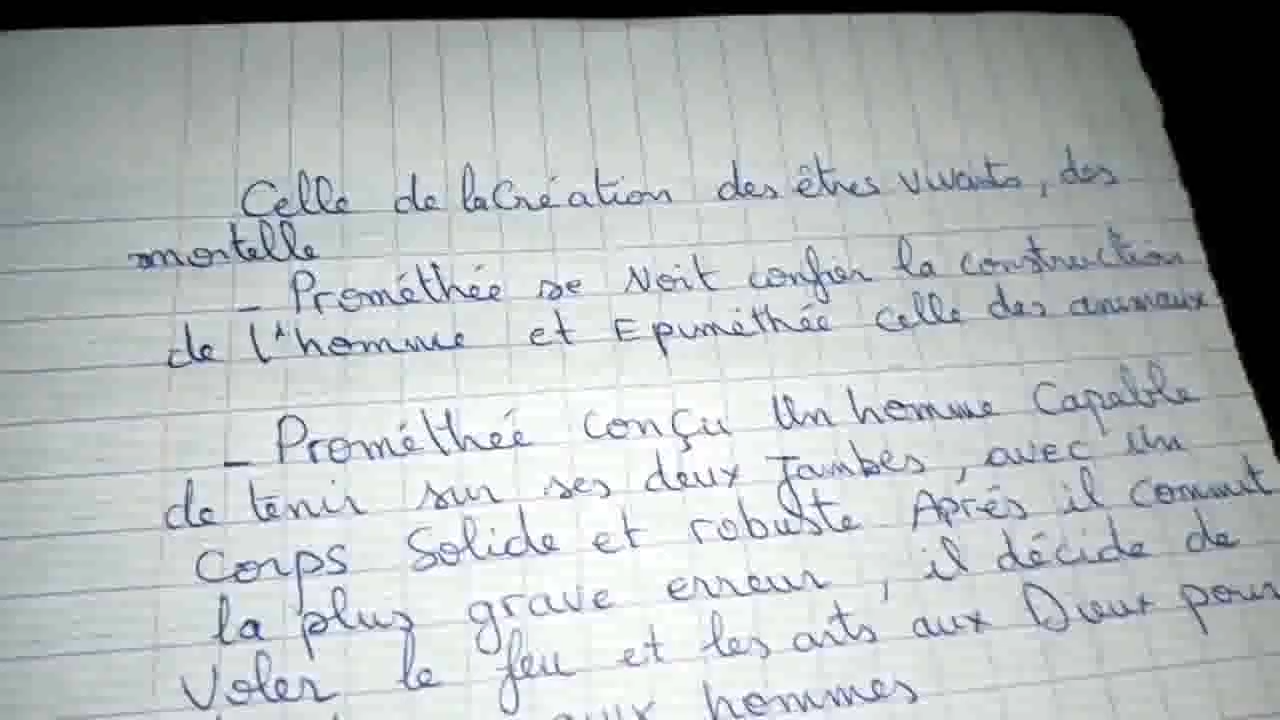 Celle de la Création des êtres vivants, des
mortelle
_ Prométhée se voit confier la construction
de l'homme et Epiméthée celle des animaux
_ Prométhée conçu un homme capable
de tenir sur ses deux jambes, avec un
Corps Solide et robuste Après il commit
la plus grave erreur, il décide de
Voler le feu et les arts aux Dieux pour
aux hommes